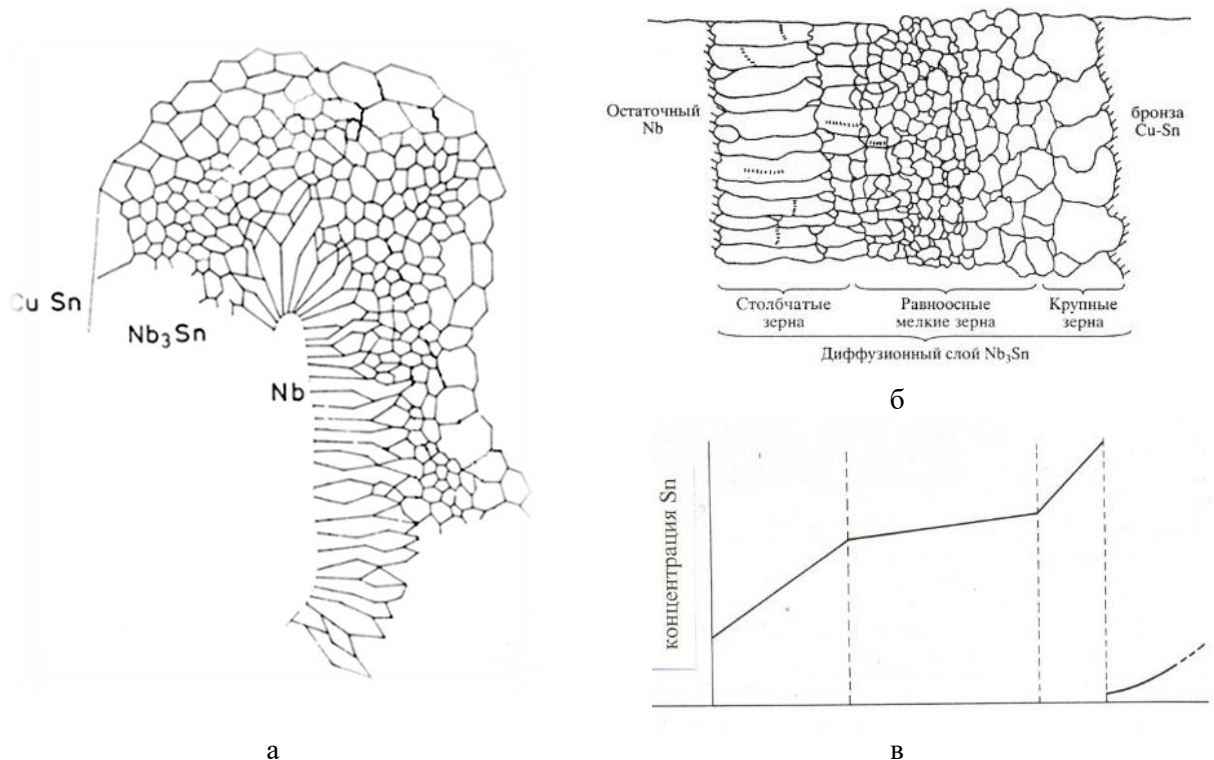 Cu Sn
Nb₃Sn
Nb
а
Остаточный
Nb
бронза
Cu-Sn
Столбчатые
зерна
Равноосные
мелкие зерна
Крупные
зерна
Диффузионный слой Nb₃Sn
б
концентрация Sn
в